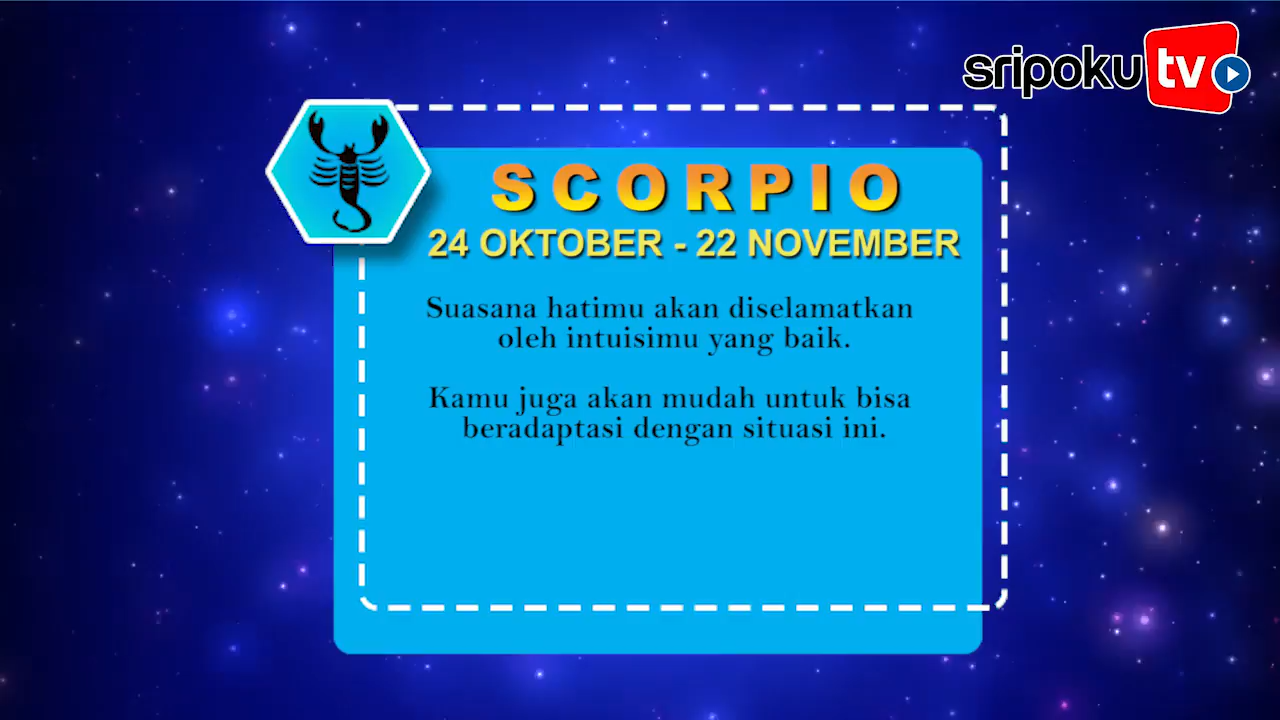 sripoku tv
SCORPIO
24 OKTOBER - 22 NOVEMBER
Suasana hatimu akan diselamatkan
oleh intuisimu yang baik.
Kamu juga akan mudah untuk bisa
beradaptasi dengan situasi ini.